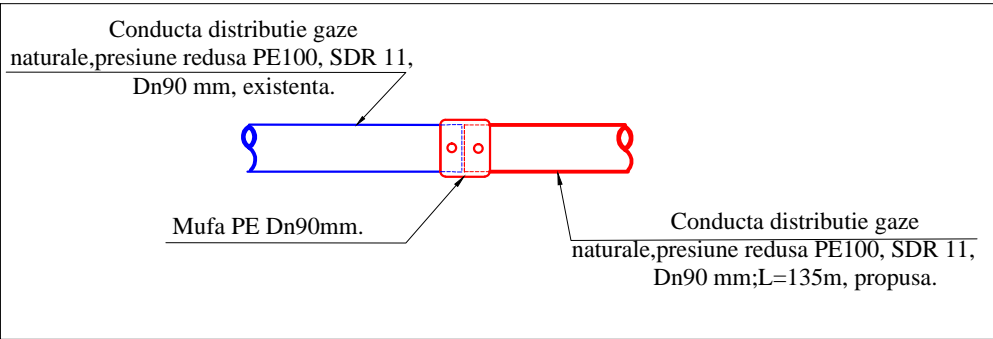 Conducta distributie gaze
naturale,presiune redusa PE100, SDR 11,
Dn90 mm, existenta.
Mufa PE Dn90mm.
Conducta distributie gaze
naturale,presiune redusa PE100, SDR 11,
Dn90 mm;L=135m, propusa.